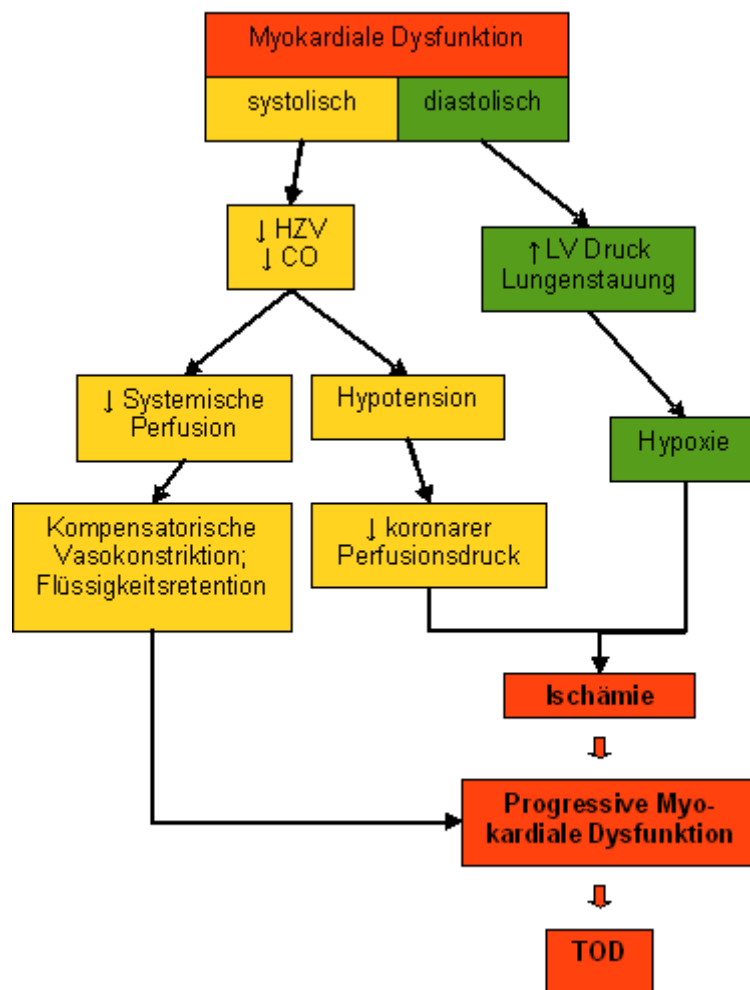 Myokardiale Dysfunktion
systolisch
diastolisch
↓ HZV
↓ CO
↑ LV Druck
Lungenstauung
↓ Systemische
Perfusion
Hypotension
Hypoxie
Kompensatorische
Vasokonstriktion;
Flüssigkeitsretention
↓ koronarer
Perfusionsdruck
Ischämie
Progressive Myo-
kardiale Dysfunktion
TOD